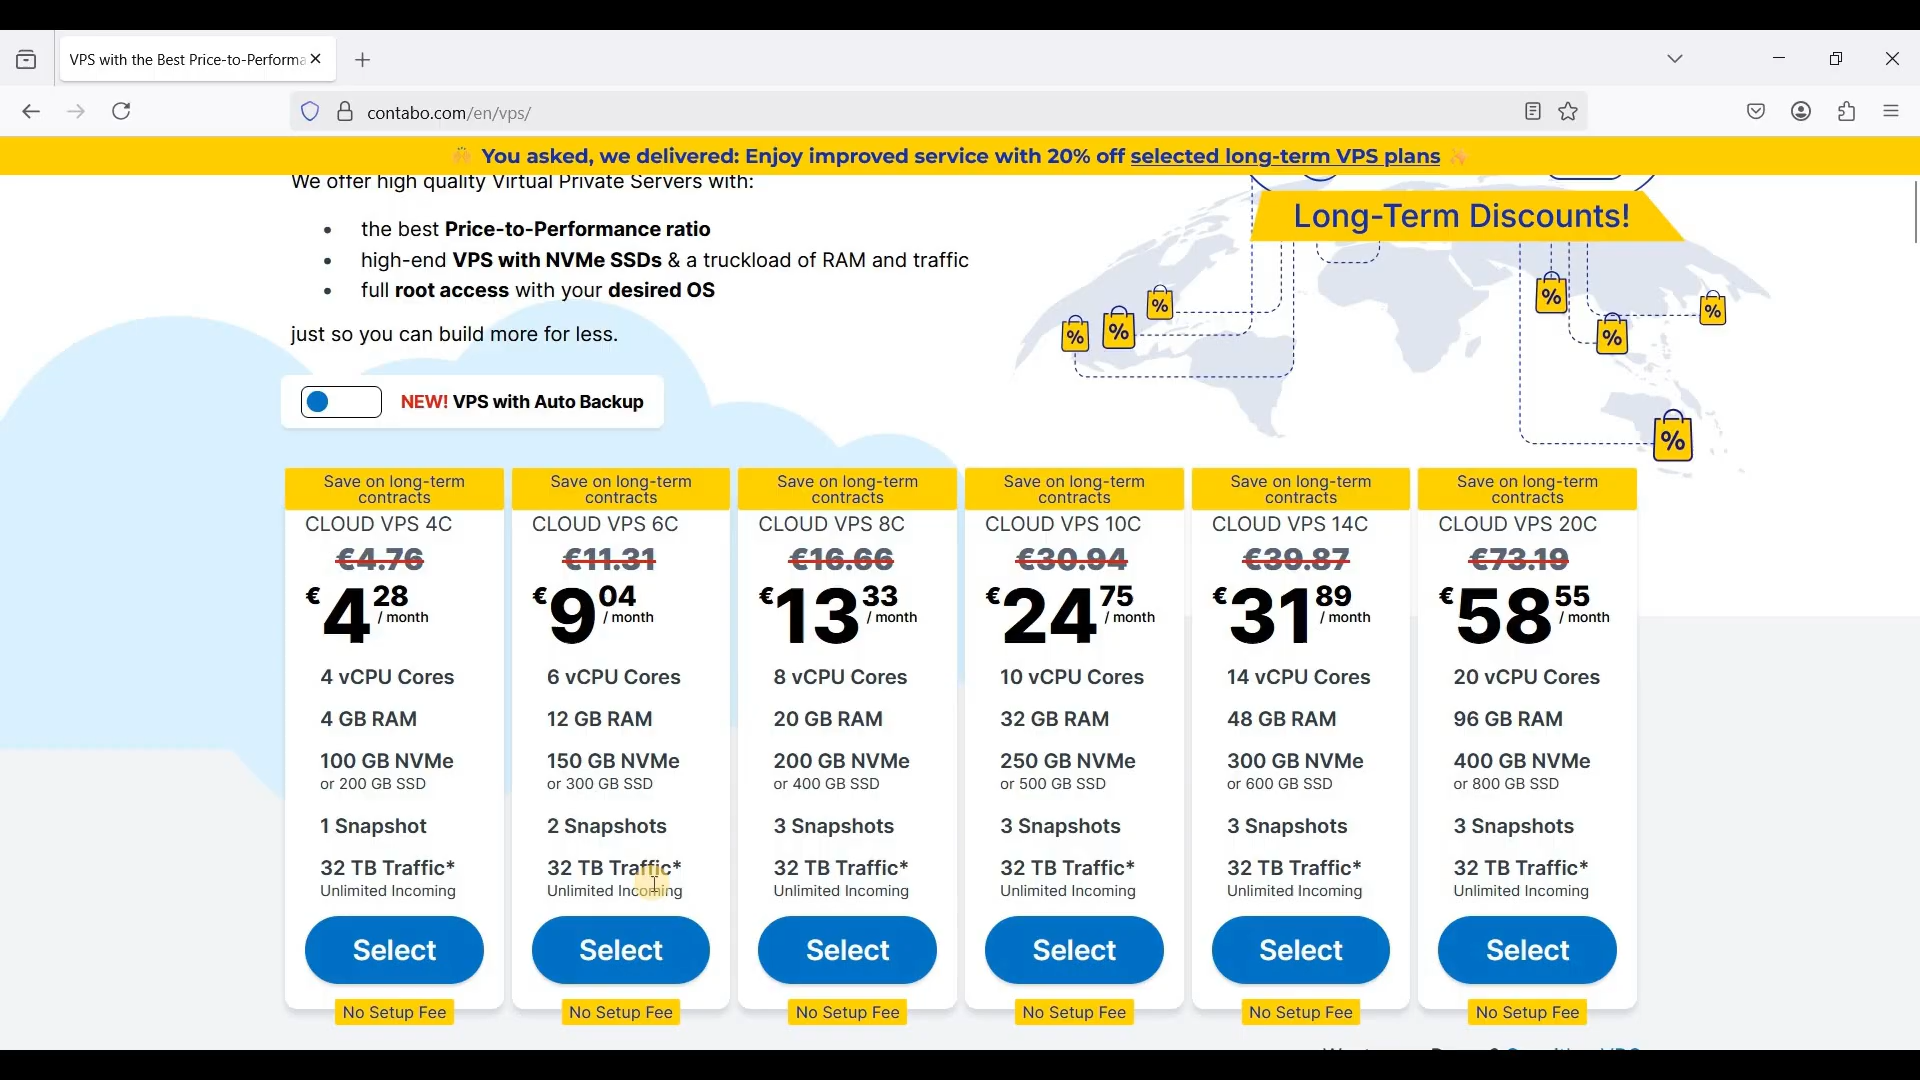 VPS with the Best Price-to-Performa
contabo.com/en/vps/
You asked, we delivered: Enjoy improved service with 20% off selected long-term VPS plans
We offer high quality Virtual Private Servers with:
• the best Price-to-Performance ratio
• high-end VPS with NVMe SSDs & a truckload of RAM and traffic
• full root access with your desired OS
just so you can build more for less.
Long-Term Discounts!
%
%
%
%
%
%
%
NEW! VPS with Auto Backup
Save on long-term
contracts
CLOUD VPS 4C
€4.76
€4 28 / month
4 vCPU Cores
4 GB RAM
100 GB NVMe
or 200 GB SSD
1 Snapshot
32 TB Traffic*
Unlimited Incoming
Select
No Setup Fee
Save on long-term
contracts
CLOUD VPS 6C
€11.31
€9 04 / month
6 vCPU Cores
12 GB RAM
150 GB NVMe
or 300 GB SSD
2 Snapshots
32 TB Traffic*
Unlimited Incoming
Select
No Setup Fee
Save on long-term
contracts
CLOUD VPS 8C
€16.66
€13 33 / month
8 vCPU Cores
20 GB RAM
200 GB NVMe
or 400 GB SSD
3 Snapshots
32 TB Traffic*
Unlimited Incoming
Select
No Setup Fee
Save on long-term
contracts
CLOUD VPS 10C
€30.94
€24 75 / month
10 vCPU Cores
32 GB RAM
250 GB NVMe
or 500 GB SSD
3 Snapshots
32 TB Traffic*
Unlimited Incoming
Select
No Setup Fee
Save on long-term
contracts
CLOUD VPS 14C
€39.87
€31 89 / month
14 vCPU Cores
48 GB RAM
300 GB NVMe
or 600 GB SSD
3 Snapshots
32 TB Traffic*
Unlimited Incoming
Select
No Setup Fee
Save on long-term
contracts
CLOUD VPS 20C
€73.19
€58 55 / month
20 vCPU Cores
96 GB RAM
400 GB NVMe
or 800 GB SSD
3 Snapshots
32 TB Traffic*
Unlimited Incoming
Select
No Setup Fee